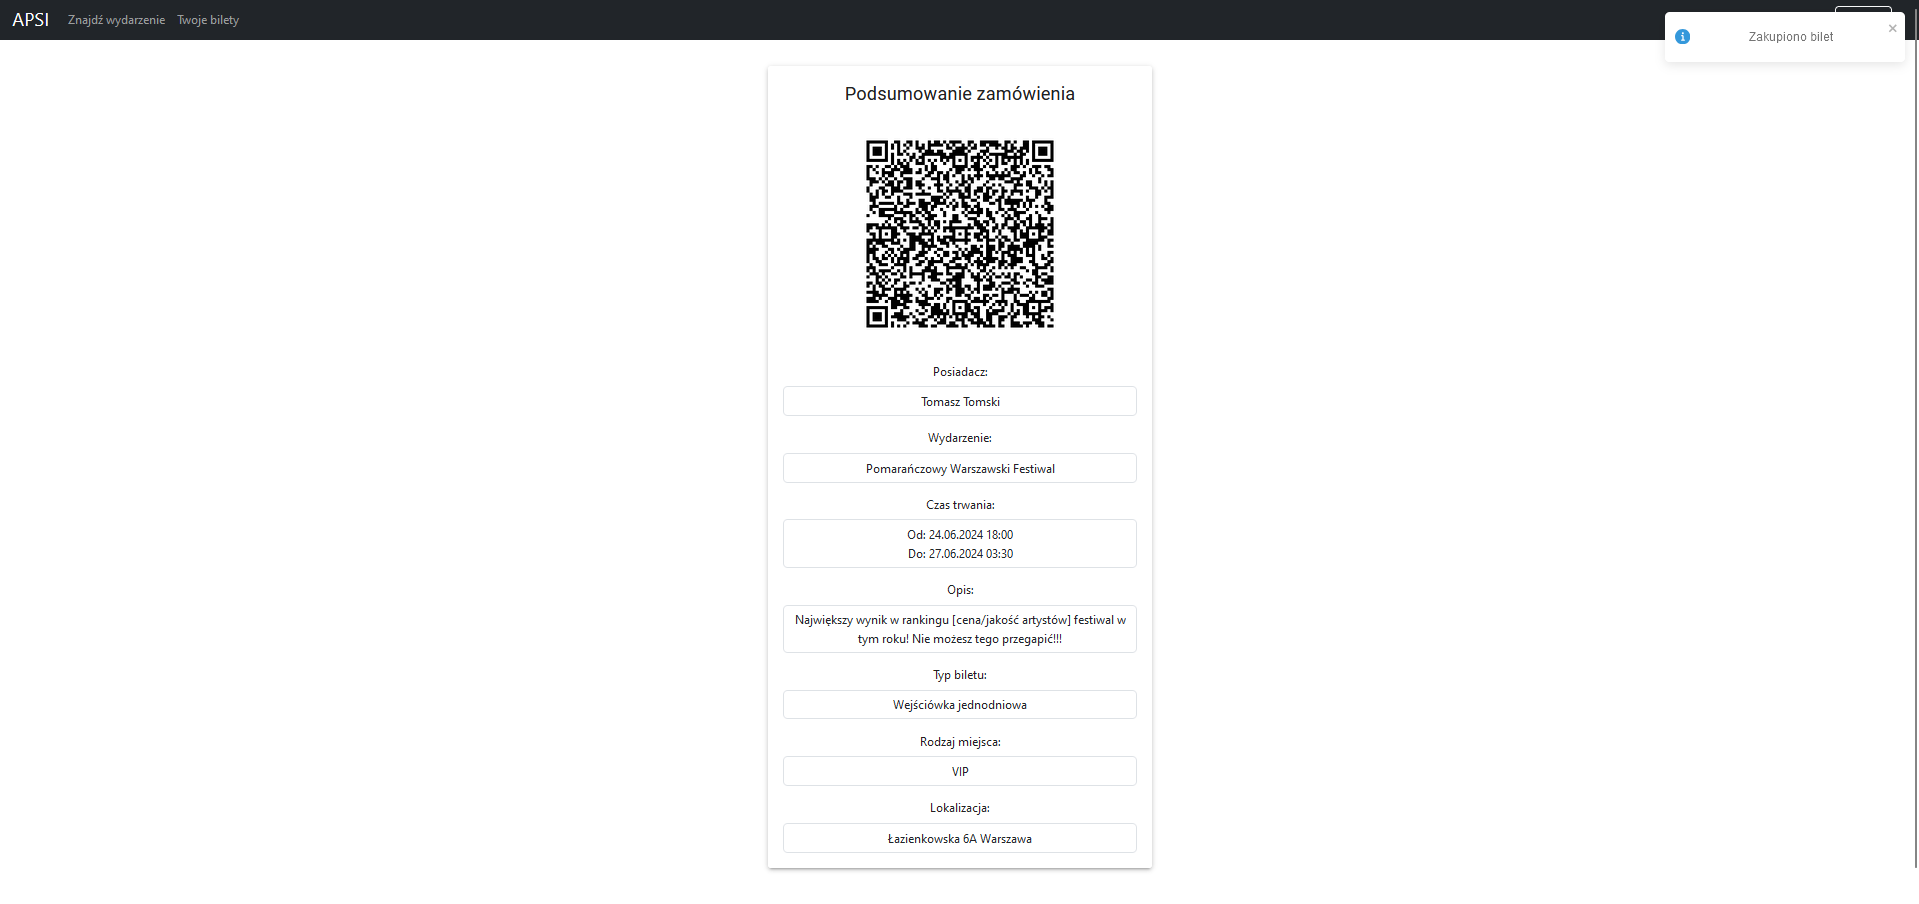 APSI Znajdź wydarzenie Twoje bilety
Zakupiono bilet
Podsumowanie zamówienia
Posiadacz:
Tomasz Tomski
Wydarzenie:
Pomarańczowy Warszawski Festiwal
Czas trwania:
Od: 24.06.2024 18:00
Do: 27.06.2024 03:30
Opis:
Największy wynik w rankingu [cena/jakość artystów] festiwal w
tym roku! Nie możesz tego przegapić!!!
Typ biletu:
Wejściówka jednodniowa
Rodzaj miejsca:
VIP
Lokalizacja:
Łazienkowska 6A Warszawa